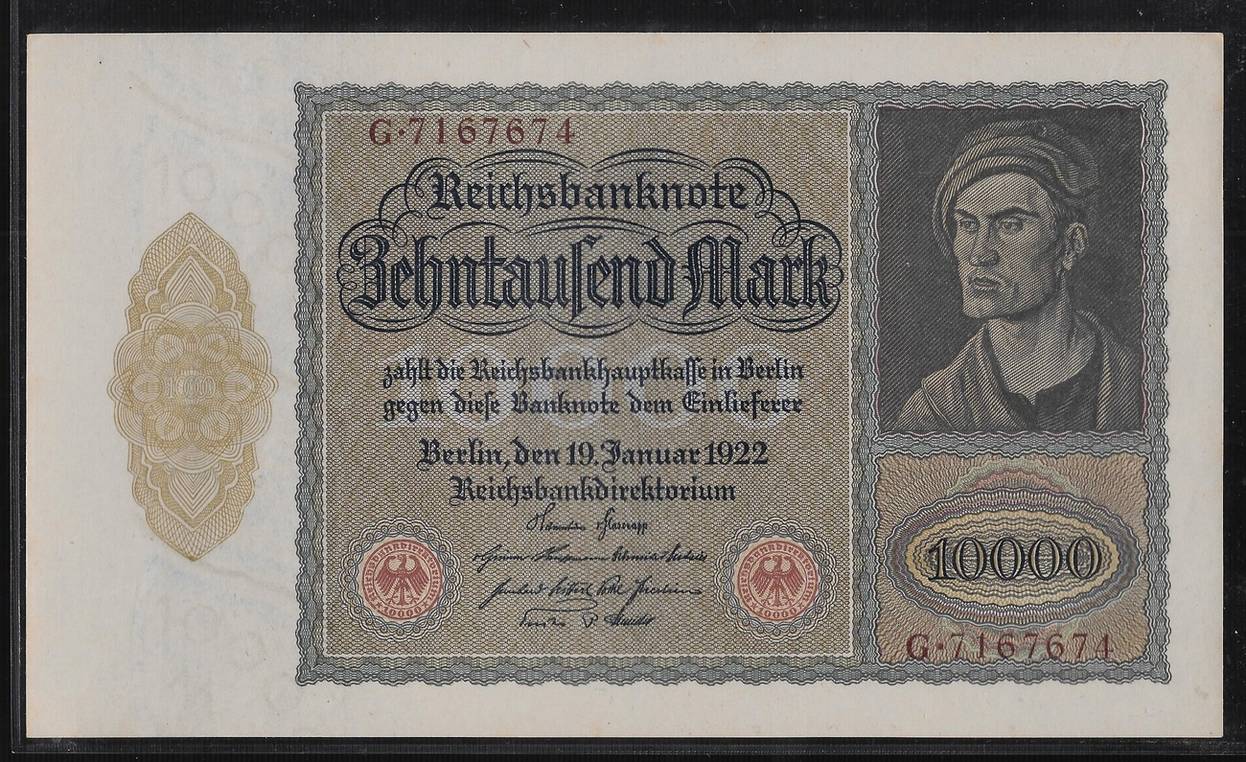 G·7167674
Reichsbanknote
Zehntauſend Mark
zahlt die Reichsbankhauptkaſſe in Berlin
gegen dieſe Banknote dem Einlieferer
Berlin, den 19. Januar 1922
Reichsbankdirektorium
10000
G·7167674